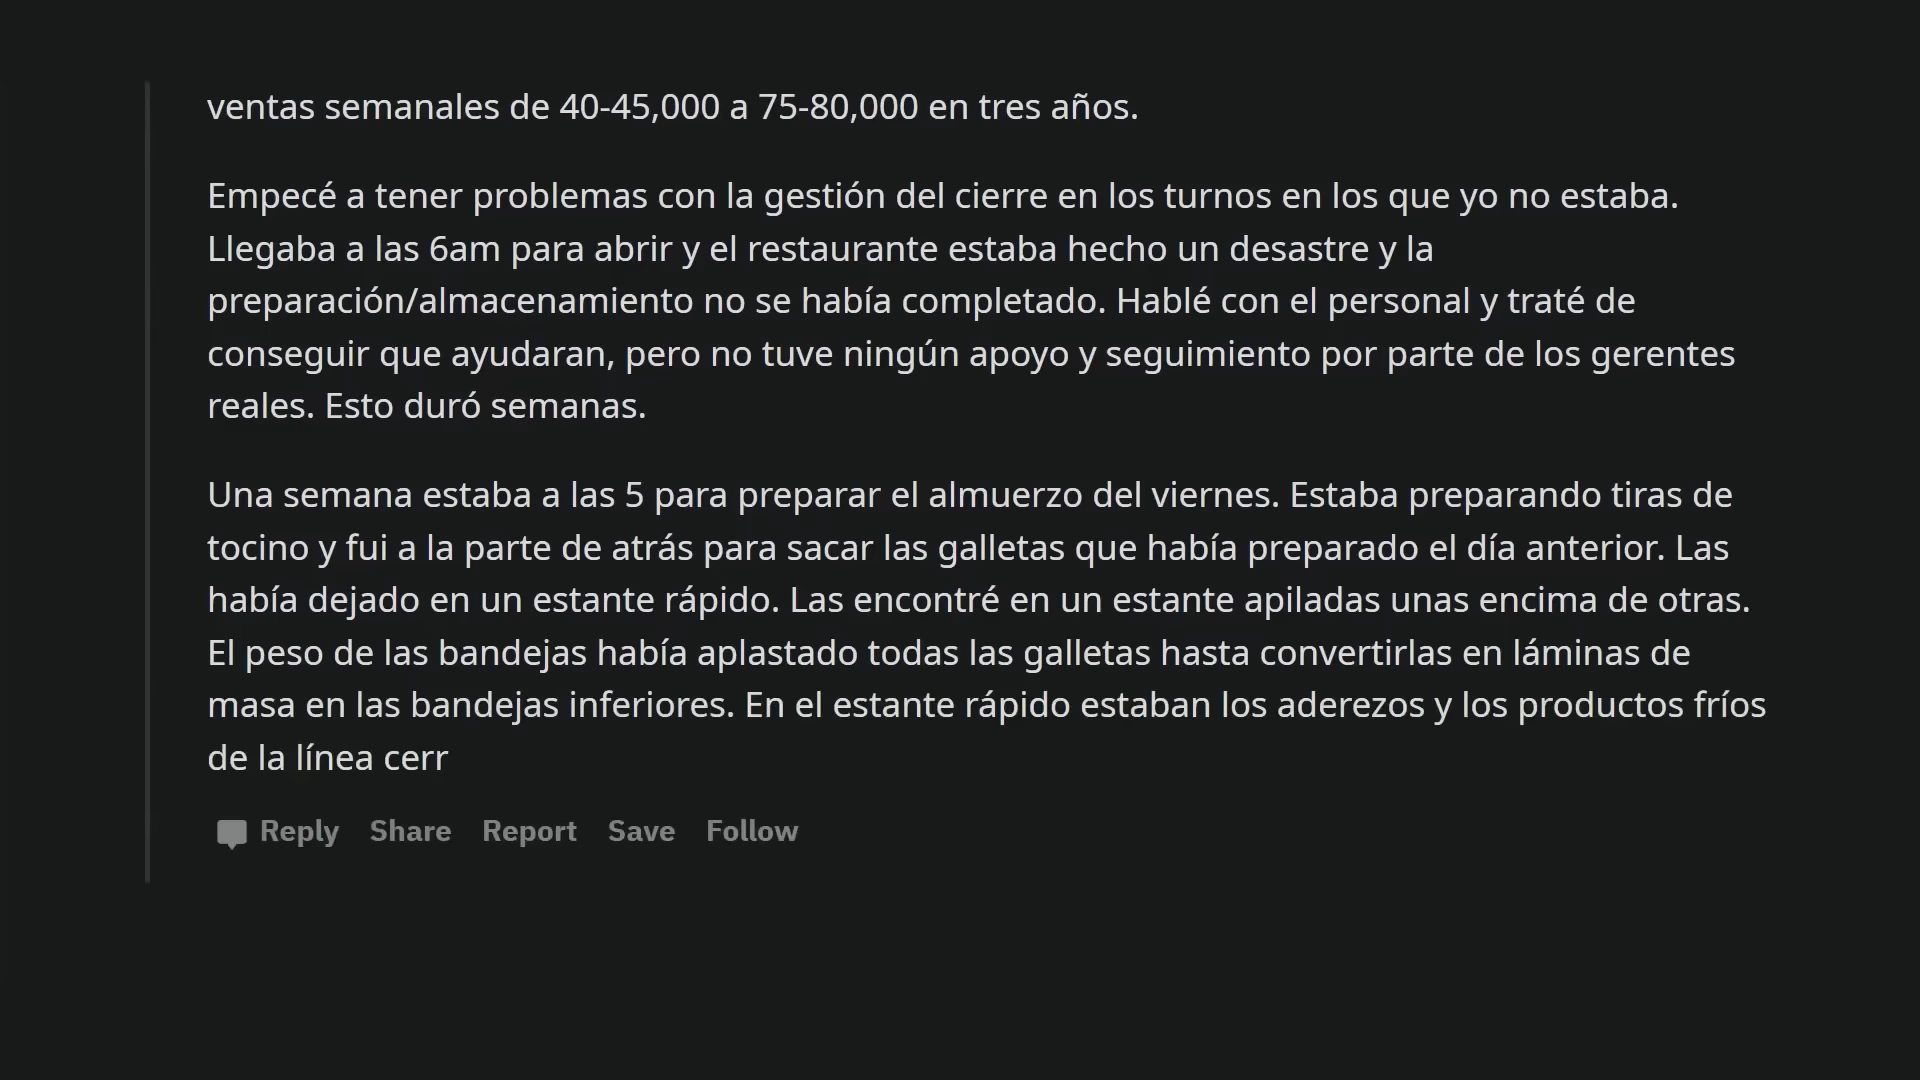 ventas semanales de 40-45,000 a 75-80,000 en tres años.
Empecé a tener problemas con la gestión del cierre en los turnos en los que yo no estaba.
Llegaba a las 6am para abrir y el restaurante estaba hecho un desastre y la
preparación/almacenamiento no se había completado. Hablé con el personal y traté de
conseguir que ayudaran, pero no tuve ningún apoyo y seguimiento por parte de los gerentes
reales. Esto duró semanas.
Una semana estaba a las 5 para preparar el almuerzo del viernes. Estaba preparando tiras de
tocino y fui a la parte de atrás para sacar las galletas que había preparado el día anterior. Las
había dejado en un estante rápido. Las encontré en un estante apiladas unas encima de otras.
El peso de las bandejas había aplastado todas las galletas hasta convertirlas en láminas de
masa en las bandejas inferiores. En el estante rápido estaban los aderezos y los productos fríos
de la línea cerr
Reply Share Report Save Follow